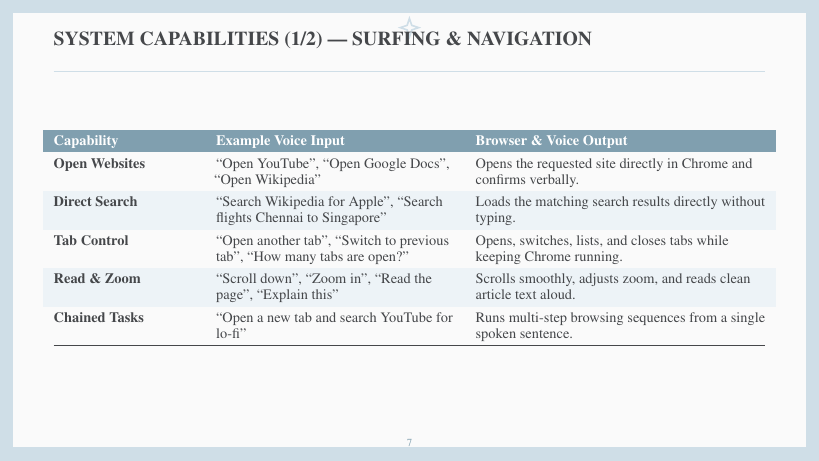 SYSTEM CAPABILITIES (1/2) — SURFING & NAVIGATION
Capability Example Voice Input Browser & Voice Output
Open Websites “Open YouTube”, “Open Google Docs”, Opens the requested site directly in Chrome and
“Open Wikipedia” confirms verbally.
Direct Search “Search Wikipedia for Apple”, “Search Loads the matching search results directly without
flights Chennai to Singapore” typing.
Tab Control “Open another tab”, “Switch to previous Opens, switches, lists, and closes tabs while
tab”, “How many tabs are open?” keeping Chrome running.
Read & Zoom “Scroll down”, “Zoom in”, “Read the Scrolls smoothly, adjusts zoom, and reads clean
page”, “Explain this” article text aloud.
Chained Tasks “Open a new tab and search YouTube for Runs multi-step browsing sequences from a single
lo-fi” spoken sentence.
7